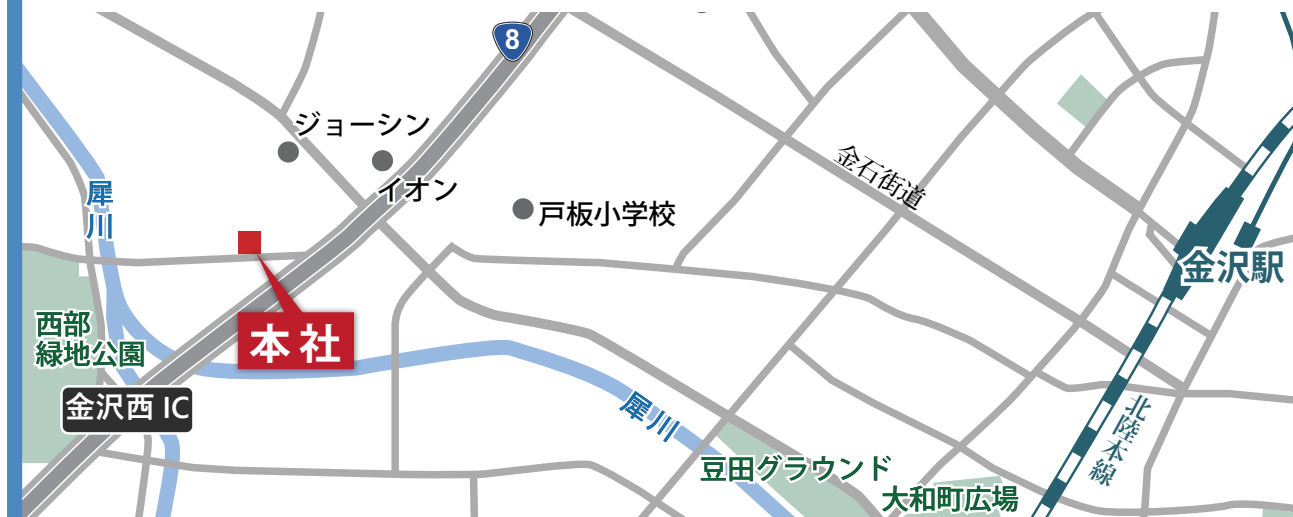 8
ジョーシン
イオン
戸板小学校
金石街道
犀川
金沢駅
本社
西部
緑地公園
金沢西 IC
犀川
北陸本線
豆田グラウンド
大和町広場